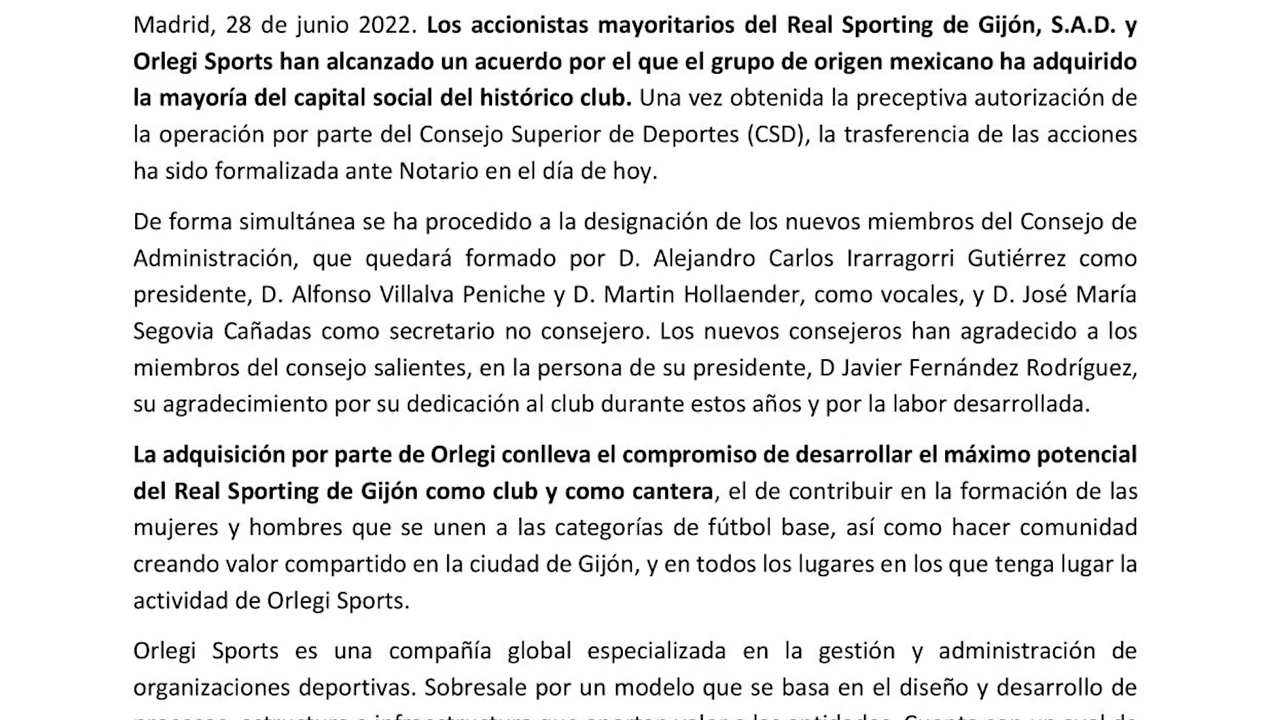 Madrid, 28 de junio 2022. Los accionistas mayoritarios del Real Sporting de Gijón, S.A.D. y
Orlegi Sports han alcanzado un acuerdo por el que el grupo de origen mexicano ha adquirido
la mayoría del capital social del histórico club. Una vez obtenida la preceptiva autorización de
la operación por parte del Consejo Superior de Deportes (CSD), la trasferencia de las acciones
ha sido formalizada ante Notario en el día de hoy.
De forma simultánea se ha procedido a la designación de los nuevos miembros del Consejo de
Administración, que quedará formado por D. Alejandro Carlos Irarragorri Gutiérrez como
presidente, D. Alfonso Villalva Peniche y D. Martin Hollaender, como vocales, y D. José María
Segovia Cañadas como secretario no consejero. Los nuevos consejeros han agradecido a los
miembros del consejo salientes, en la persona de su presidente, D Javier Fernández Rodríguez,
su agradecimiento por su dedicación al club durante estos años y por la labor desarrollada.
La adquisición por parte de Orlegi conlleva el compromiso de desarrollar el máximo potencial
del Real Sporting de Gijón como club y como cantera, el de contribuir en la formación de las
mujeres y hombres que se unen a las categorías de fútbol base, así como hacer comunidad
creando valor compartido en la ciudad de Gijón, y en todos los lugares en los que tenga lugar la
actividad de Orlegi Sports.
Orlegi Sports es una compañía global especializada en la gestión y administración de
organizaciones deportivas. Sobresale por un modelo que se basa en el diseño y desarrollo de